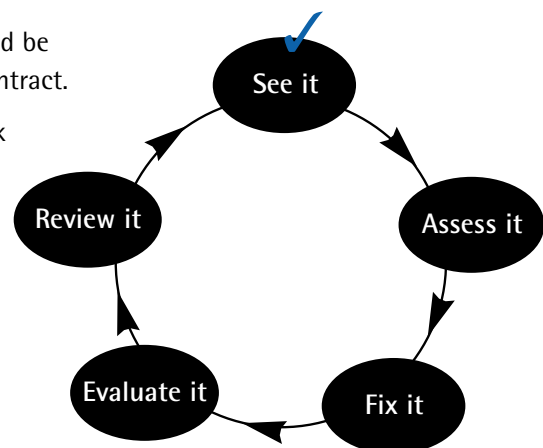 d be
ntract.
k
See it
Assess it
Fix it
Evaluate it
Review it